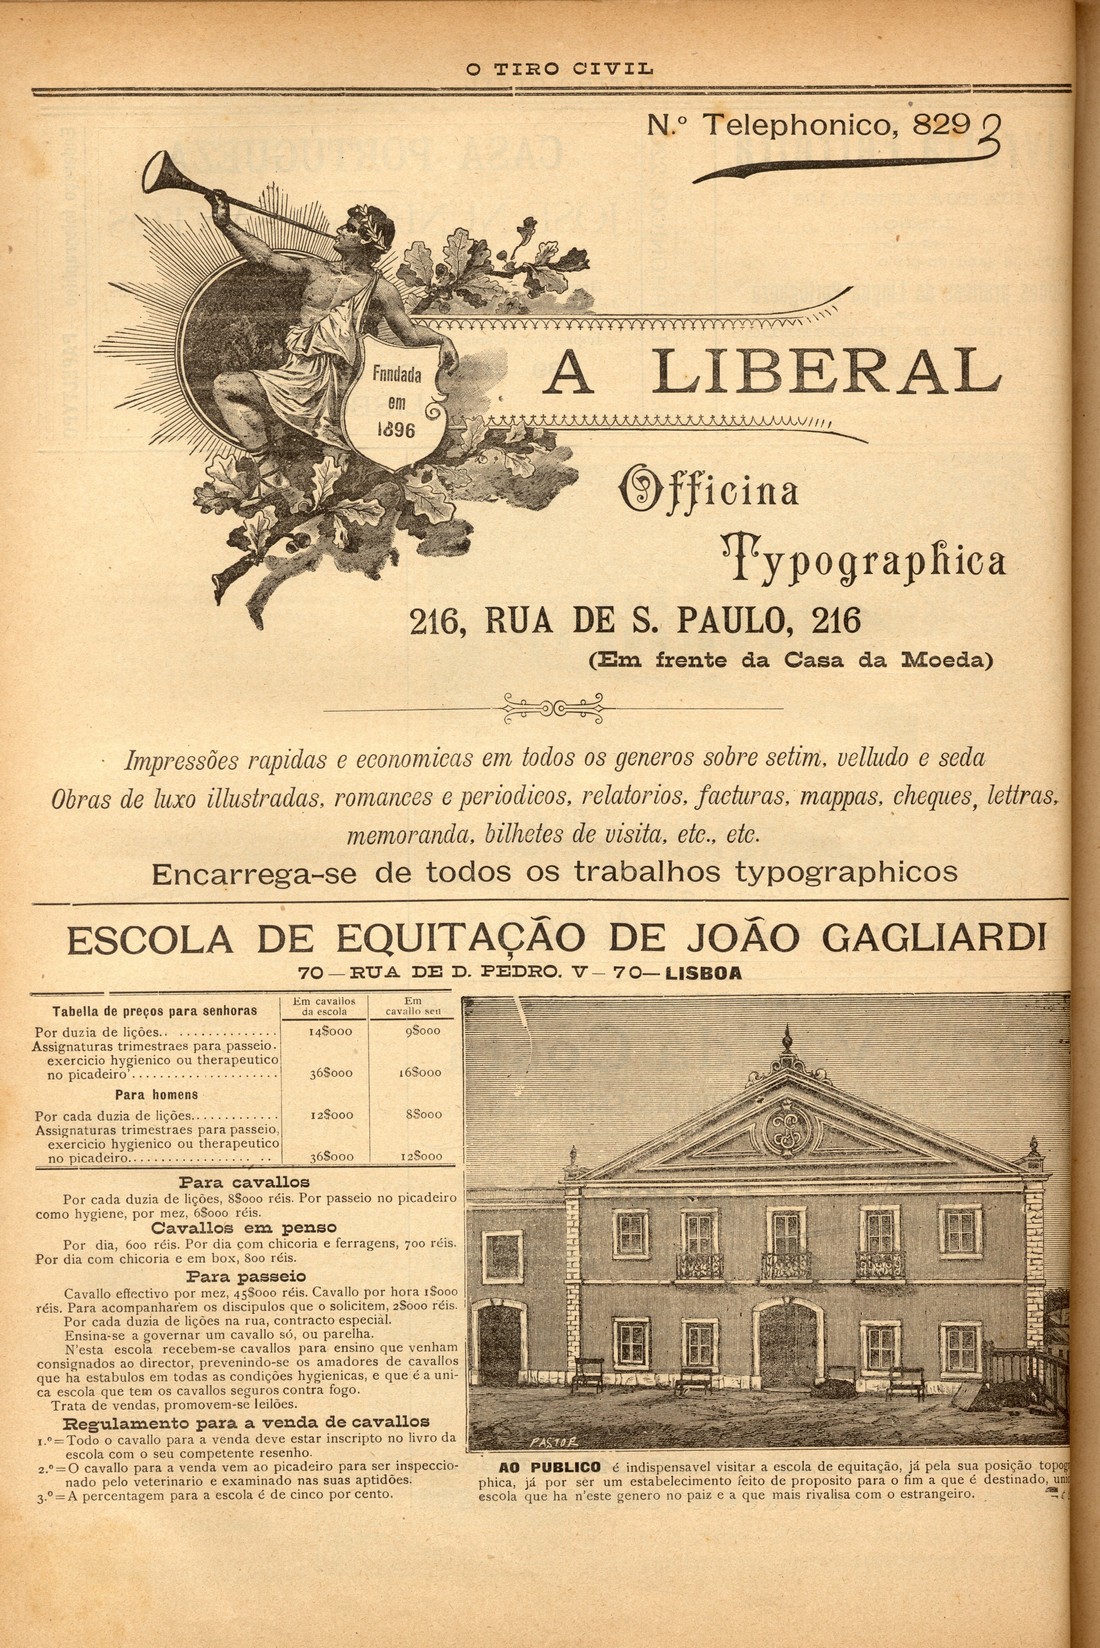 O TIRO CIVIL
N.º Telephonico, 829
Fnndada
em
1896
A LIBERAL
Officina
Typographica
216, RUA DE S. PAULO, 216
(Em frente da Casa da Moeda)
Impressões rapidas e economicas em todos os generos sobre setim, velludo e seda
Obras de luxo illustradas, romances e periodicos, relatorios, facturas, mappas, cheques, lettras,
memoranda, bilhetes de visita, etc., etc.
Encarrega-se de todos os trabalhos typographicos
ESCOLA DE EQUITAÇÃO DE JOÃO GAGLIARDI
70—RUA DE D. PEDRO. V—70—LISBOA
Tabella de preços para senhoras | Em cavallos da escola | Em cavallo seu
Por duzia de lições.. .............. 14$000 9$000
Assignaturas trimestraes para passeio.
exercicio hygienico ou therapeutico
no picadeiro'.................... 36$000 16$000
Para homens
Por cada duzia de lições............ 12$000 8$000
Assignaturas trimestraes para passeio,
exercicio hygienico ou therapeutico
no picadeiro.................. .. 36$000 12$000
Para cavallos
Por cada duzia de lições, 8$000 réis. Por passeio no picadeiro
como hygiene, por mez, 6$000 réis.
Cavallos em penso
Por dia, 600 réis. Por dia com chicoria e ferragens, 700 réis.
Por dia com chicoria e em box, 800 réis.
Para passeio
Cavallo effectivo por mez, 45$000 réis. Cavallo por hora 1$000
réis. Para acompanharem os discipulos que o solicitem, 2$000 réis.
Por cada duzia de lições na rua, contracto especial.
Ensina-se a governar um cavallo só, ou parelha.
N'esta escola recebem-se cavallos para ensino que venham
consignados ao director, prevenindo-se os amadores de cavallos
que ha estabulos em todas as condições hygienicas, e que é a uni-
ca escola que tem os cavallos seguros contra fogo.
Trata de vendas, promovem-se leilões.
Regulamento para a venda de cavallos
1.º=Todo o cavallo para a venda deve estar inscripto no livro da
escola com o seu competente resenho.
2.º=O cavallo para a venda vem ao picadeiro para ser inspeccio-
nado pelo veterinario e examinado nas suas aptidões.
3.º=A percentagem para a escola é de cinco por cento.
PASTOR
AO PUBLICO é indispensavel visitar a escola de equitação, já pela sua posição
phica, já por ser um estabelecimento feito de proposito para o fim a que é destinado,
escola que ha n'este genero no paiz e a que mais rivalisa com o estrangeiro.